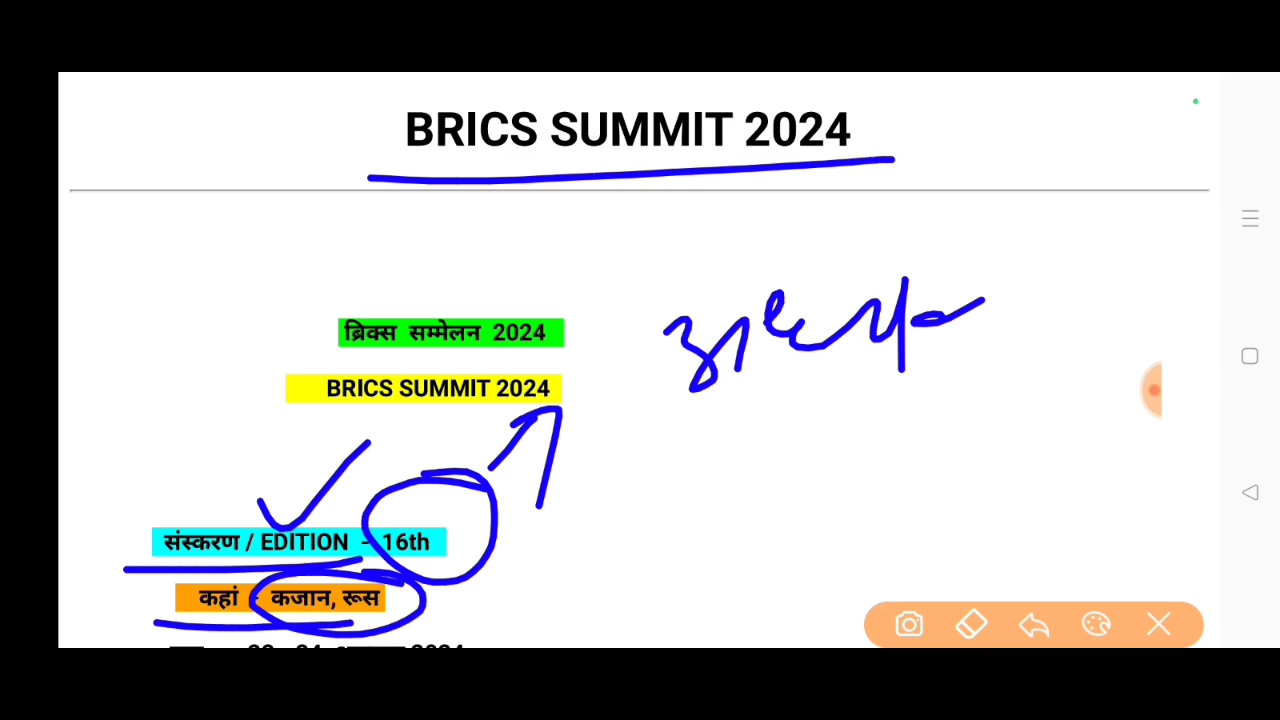 BRICS SUMMIT 2024
ब्रिक्स सम्मेलन 2024
BRICS SUMMIT 2024
संस्करण / EDITION - 16th
कहां - कजान, रूस